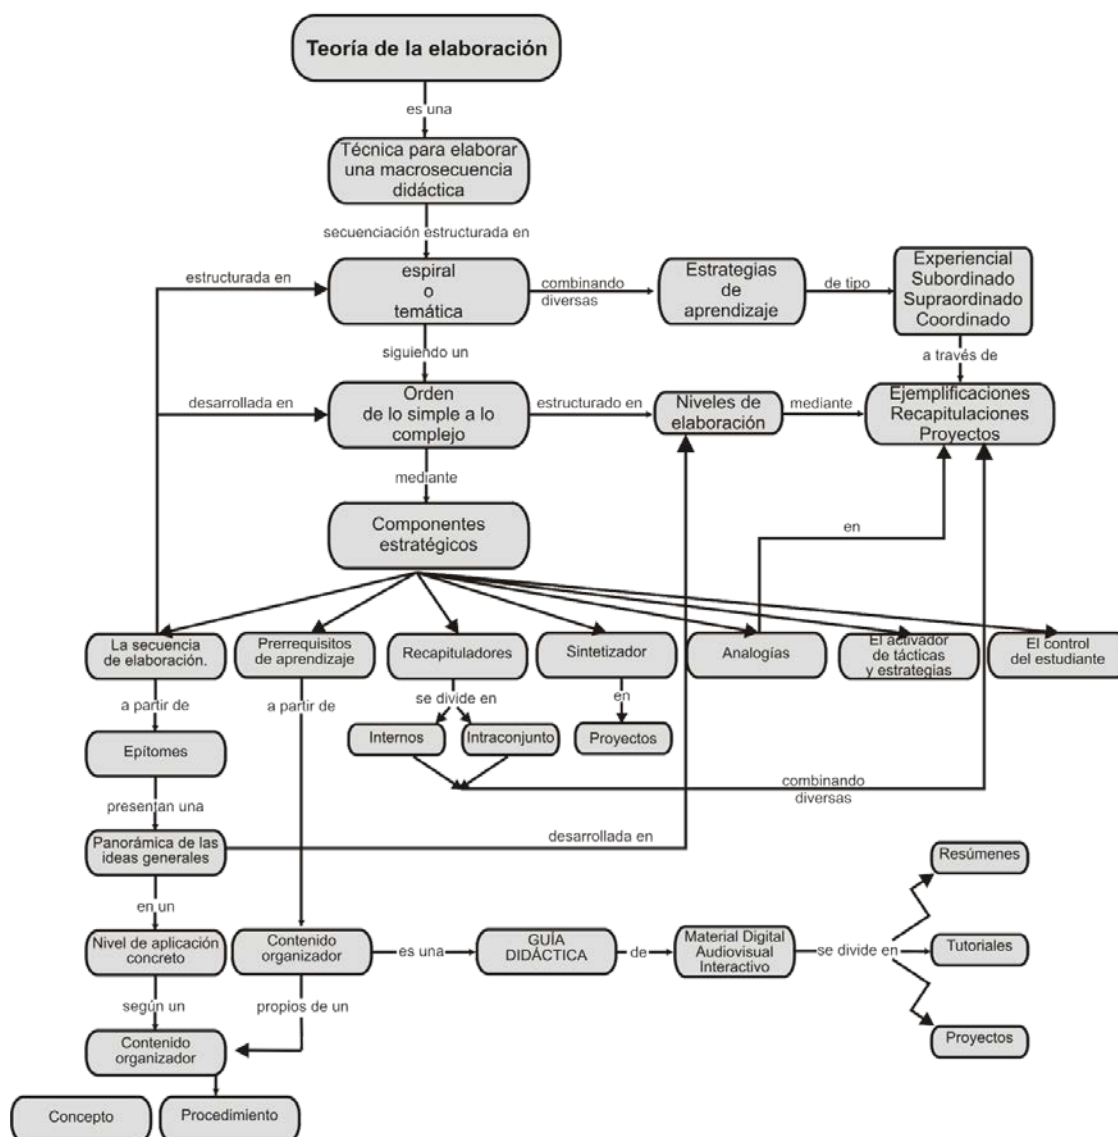 Teoría de la elaboración
es una
Técnica para elaborar
una macrosecuencia
didáctica
secuenciación estructurada en
estructurada en
espiral
o
temática
combinando
diversas
Estrategias
de
aprendizaje
de tipo
Experiencial
Subordinado
Supraordinado
Coordinado
siguiendo un
a través de
desarrollada en
Orden
de lo simple a lo
complejo
estructurado en
Niveles de
elaboración
mediante
Ejemplificaciones
Recapitulaciones
Proyectos
mediante
Componentes
estratégicos
en
La secuencia
de elaboración.
Prerrequisitos
de aprendizaje
Recapituladores
Sintetizador
Analogías
El activador
de tácticas
y estrategias
El control
del estudiante
a partir de
a partir de
se divide en
en
Epítomes
Internos
Intraconjunto
Proyectos
combinando
diversas
presentan una
Panorámica de las
ideas generales
desarrollada en
en un
Nivel de aplicación
concreto
Contenido
organizador
es una
GUÍA
DIDÁCTICA
de
Material Digital
Audiovisual
Interactivo
se divide en
Resúmenes
Tutoriales
Proyectos
según un
propios de un
Contenido
organizador
Concepto
Procedimiento